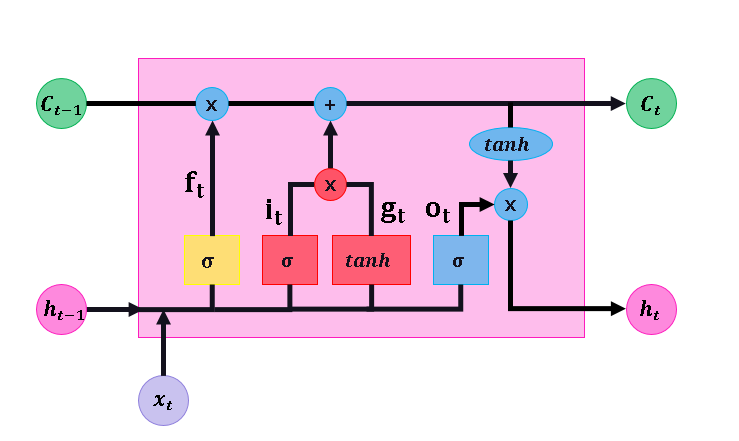 C_{t-1}
x
+
C_t
tanh
f_t
x
i_t
g_t
o_t
x
σ
σ
tanh
σ
h_{t-1}
h_t
x_t